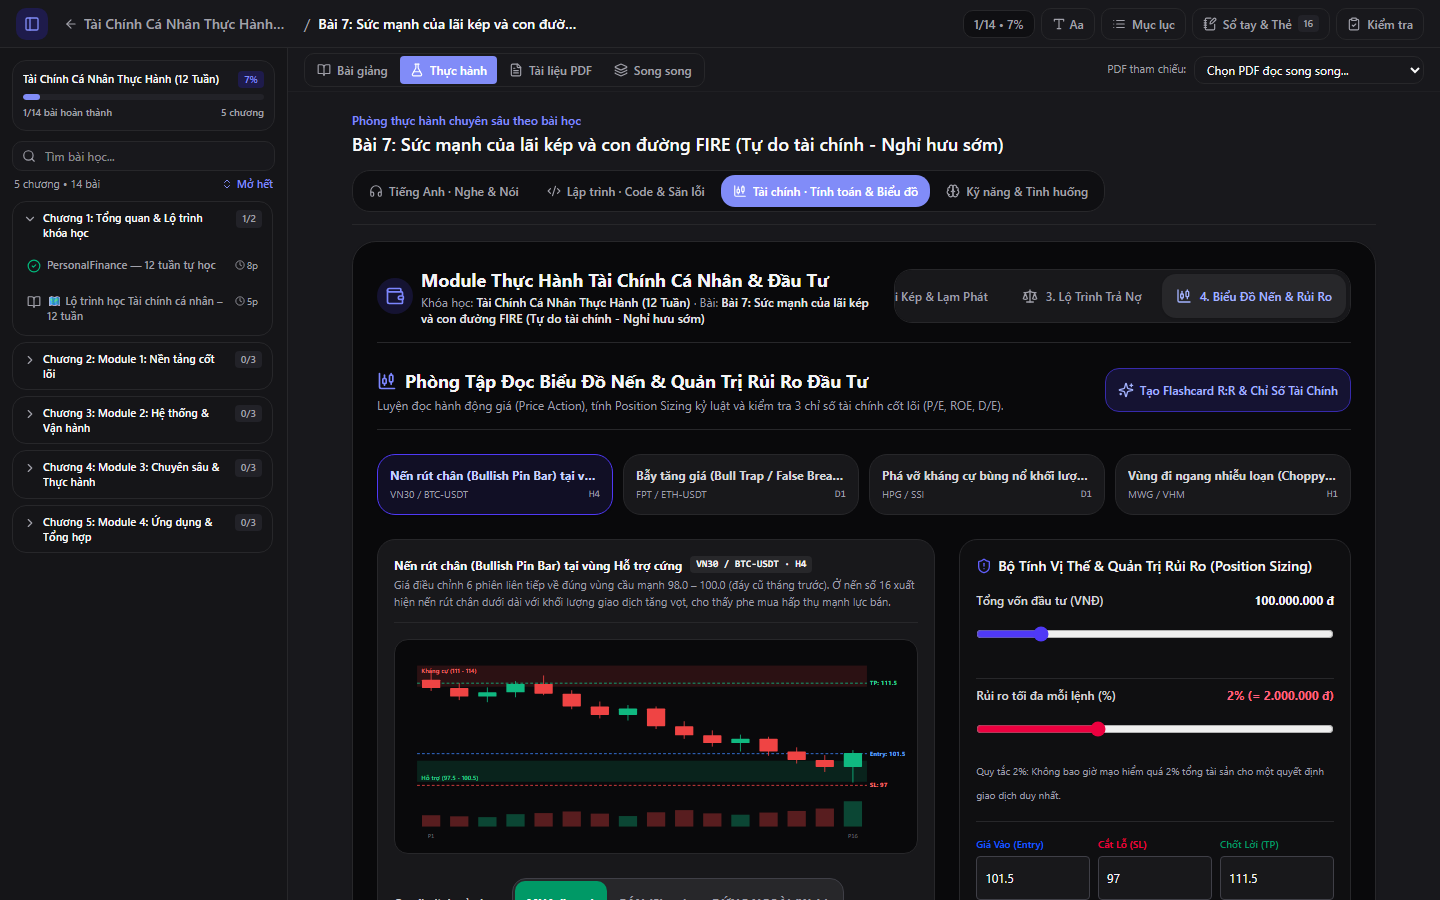 Tài Chính Cá Nhân Thực Hành...
/ Bài 7: Sức mạnh của lãi kép và con đườ...
1/14 • 7%
Aa
Mục lục
Sổ tay & Thẻ 16
Kiểm tra
Tài Chính Cá Nhân Thực Hành (12 Tuần) 7%
1/14 bài hoàn thành 5 chương
Tìm bài học...
5 chương • 14 bài Mở hết
Chương 1: Tổng quan & Lộ trình khóa học 1/2
PersonalFinance — 12 tuần tự học 8p
Lộ trình học Tài chính cá nhân – 12 tuần 5p
Chương 2: Module 1: Nền tảng cốt lõi 0/3
Chương 3: Module 2: Hệ thống & Vận hành 0/3
Chương 4: Module 3: Chuyên sâu & Thực hành 0/3
Chương 5: Module 4: Ứng dụng & Tổng hợp 0/3
Bài giảng
Thực hành
Tài liệu PDF
Song song
PDF tham chiếu: Chọn PDF đọc song song...
Phòng thực hành chuyên sâu theo bài học
Bài 7: Sức mạnh của lãi kép và con đường FIRE (Tự do tài chính - Nghỉ hưu sớm)
Tiếng Anh · Nghe & Nói
Lập trình · Code & Săn lỗi
Tài chính · Tính toán & Biểu đồ
Kỹ năng & Tình huống
Module Thực Hành Tài Chính Cá Nhân & Đầu Tư
Khóa học: Tài Chính Cá Nhân Thực Hành (12 Tuần) · Bài: Bài 7: Sức mạnh của lãi kép
và con đường FIRE (Tự do tài chính - Nghỉ hưu sớm)
i Kép & Lạm Phát
3. Lộ Trình Trả Nợ
4. Biểu Đồ Nến & Rủi Ro
Phòng Tập Đọc Biểu Đồ Nến & Quản Trị Rủi Ro Đầu Tư
Luyện đọc hành động giá (Price Action), tính Position Sizing kỷ luật và kiểm tra 3 chỉ số tài chính cốt lõi (P/E, ROE, D/E).
Tạo Flashcard R:R & Chỉ Số Tài Chính
Nến rút chân (Bullish Pin Bar) tại v...
VN30 / BTC-USDT H4
Bẫy tăng giá (Bull Trap / False Brea...
FPT / ETH-USDT D1
Phá vỡ kháng cự bùng nổ khối lượ...
HPG / SSI D1
Vùng đi ngang nhiễu loạn (Choppy...
MWG / VHM H1
Nến rút chân (Bullish Pin Bar) tại vùng Hỗ trợ cứng VN30 / BTC-USDT · H4
Giá điều chỉnh 6 phiên liên tiếp về đúng vùng cầu mạnh 98.0 – 100.0 (đáy cũ tháng trước). Ở nến số 16 xuất
hiện nến rút chân dưới dài với khối lượng giao dịch tăng vọt, cho thấy phe mua hấp thụ mạnh lực bán.
Kháng cự (111 - 114)
TP: 111.5
Entry: 101.5
Hỗ trợ (97.5 - 100.5)
SL: 97
P1 P16
Bộ Tính Vị Thế & Quản Trị Rủi Ro (Position Sizing)
Tổng vốn đầu tư (VNĐ) 100.000.000 đ
Rủi ro tối đa mỗi lệnh (%) 2% (= 2.000.000 đ)
Quy tắc 2%: Không bao giờ mạo hiểm quá 2% tổng tài sản cho một quyết định
giao dịch duy nhất.
Giá Vào (Entry) Cắt Lỗ (SL) Chốt Lời (TP)
101.5 97 111.5